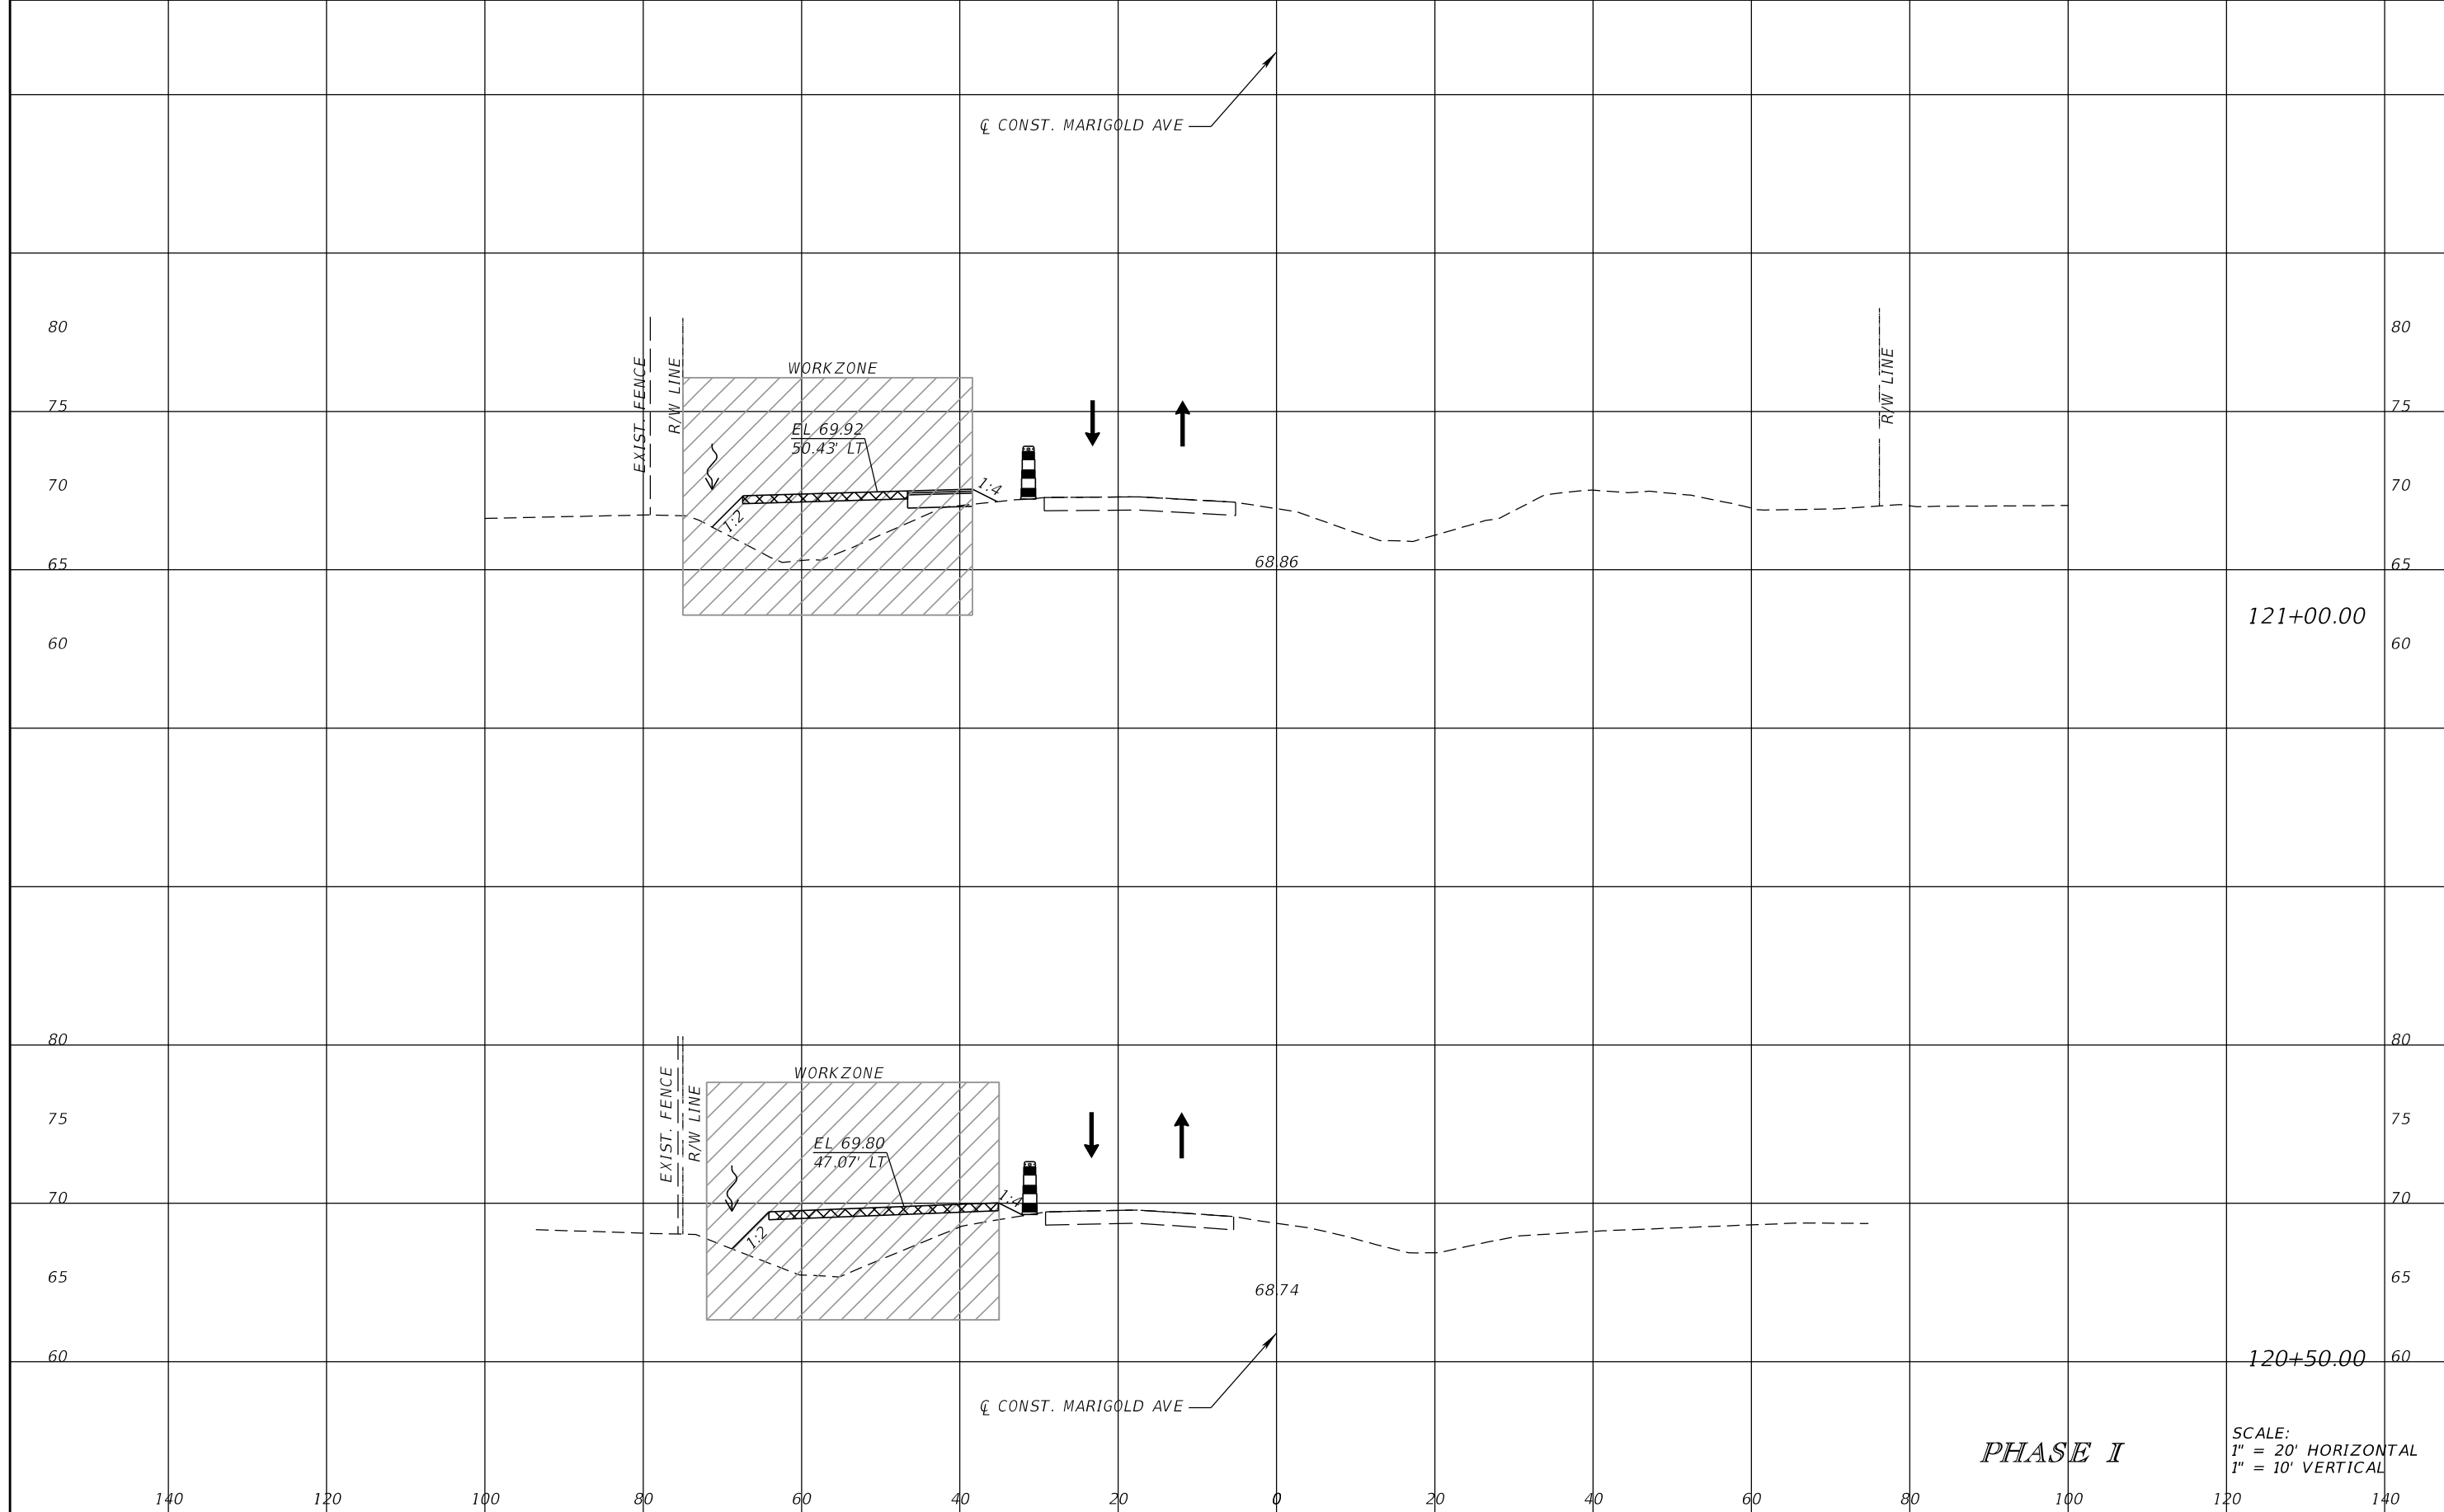 ℄ CONST. MARIGOLD AVE
80
80
EXIST. FENCE
R/W LINE
WORKZONE
R/W LINE
75
75
EL 69.92
50.43' LT
70
1:4
70
1:2
65
68.86
65
121+00.00
60
60
80
80
EXIST. FENCE
R/W LINE
WORKZONE
75
75
EL 69.80
47.07' LT
70
1:4
70
1:2
65
68.74
65
60
120+50.00
60
℄ CONST. MARIGOLD AVE
PHASE I
SCALE:
1" = 20' HORIZONTAL
1" = 10' VERTICAL
140 120 100 80 60 40 20 0 20 40 60 80 100 120 140